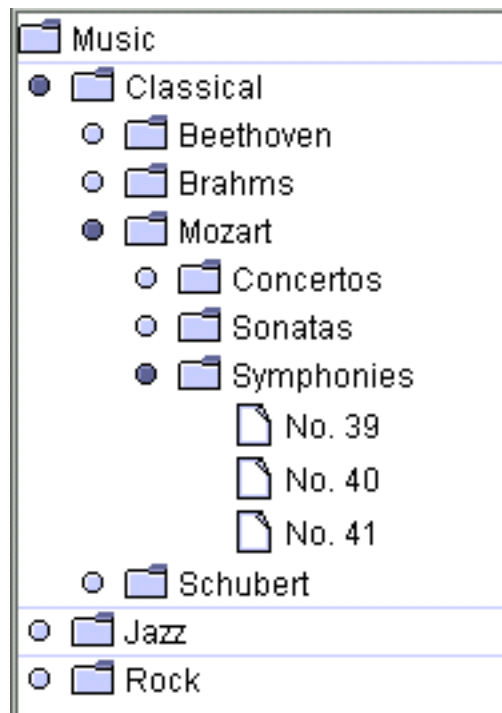 Music
Classical
Beethoven
Brahms
Mozart
Concertos
Sonatas
Symphonies
No. 39
No. 40
No. 41
Schubert
Jazz
Rock